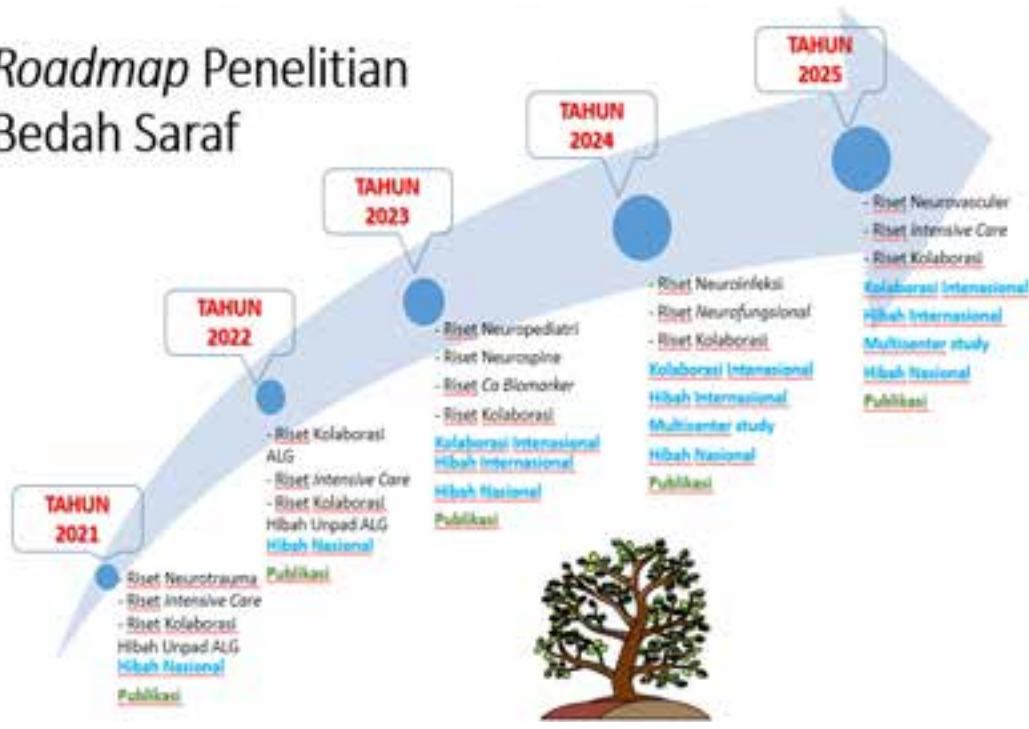 Roadmap Penelitian
Bedah Saraf
TAHUN
2021
- Riset Neurotrauma
- Riset Intensive Care
- Riset Kolaborasi
Hibah Unpad ALG
Hibah Nasional
Publikasi
TAHUN
2022
- Riset Kolaborasi
ALG
- Riset Intensive Care
- Riset Kolaborasi
Hibah Unpad ALG
Hibah Nasional
Publikasi
TAHUN
2023
- Riset Neuropediatri
- Riset Neurospine
- Riset Ca Biomarker
- Riset Kolaborasi
Kolaborasi Intenasional
Hibah Internasional
Hibah Nasional
Publikasi
TAHUN
2024
- Riset Neuroinfeksi
- Riset Neurofungsional
- Riset Kolaborasi
Kolaborasi Intenasional
Hibah Internasional
Multisenter study
Hibah Nasional
Publikasi
TAHUN
2025
- Riset Neurovasculer
- Riset Intensive Care
- Riset Kolaborasi
Kolaborasi Intenasional
Hibah Internasional
Multisenter study
Hibah Nasional
Publikasi